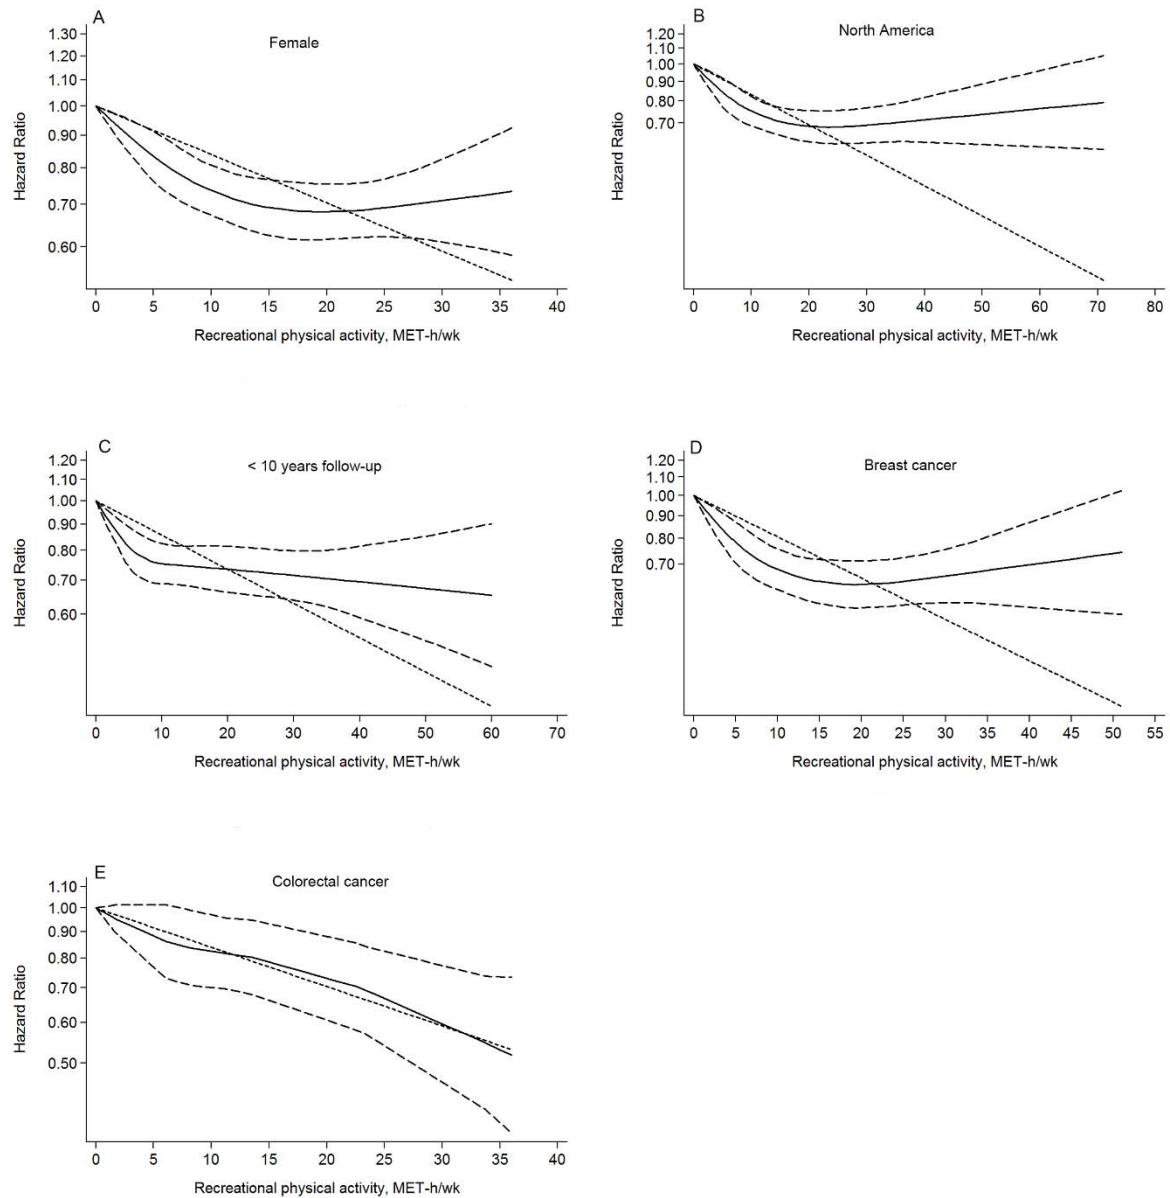 A
Female
1.30
1.20
1.10
1.00
0.90
0.80
0.70
0.60
Hazard Ratio
0 5 10 15 20 25 30 35 40
Recreational physical activity, MET-h/wk
B
North America
1.20
1.10
1.00
0.90
0.80
0.70
Hazard Ratio
0 10 20 30 40 50 60 70 80
Recreational physical activity, MET-h/wk
C
< 10 years follow-up
1.20
1.10
1.00
0.90
0.80
0.70
0.60
Hazard Ratio
0 10 20 30 40 50 60 70
Recreational physical activity, MET-h/wk
D
Breast cancer
1.20
1.10
1.00
0.90
0.80
0.70
Hazard Ratio
0 5 10 15 20 25 30 35 40 45 50 55
Recreational physical activity, MET-h/wk
E
Colorectal cancer
1.10
1.00
0.90
0.80
0.70
0.60
0.50
Hazard Ratio
0 5 10 15 20 25 30 35 40
Recreational physical activity, MET-h/wk